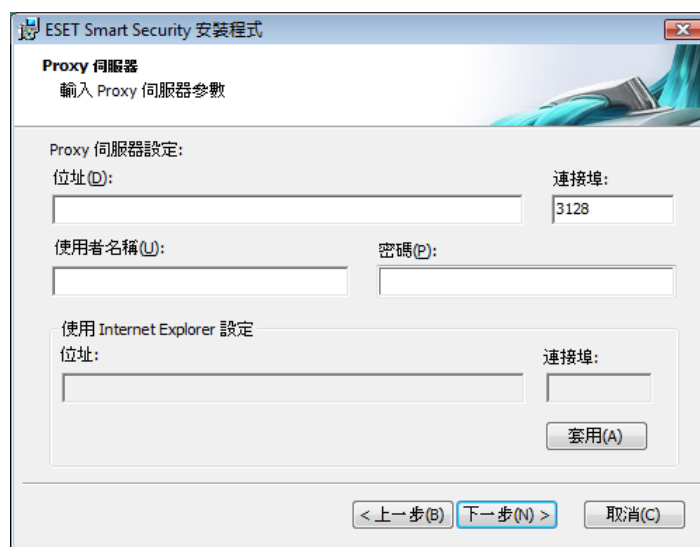 ESET Smart Security 安裝程式
Proxy 伺服器
輸入 Proxy 伺服器參數
Proxy 伺服器設定:
位址(D): 連接埠:
3128
使用者名稱(U): 密碼(P):
使用 Internet Explorer 設定
位址: 連接埠:
套用(A)
< 上一步(B) 下一步(N) > 取消(C)